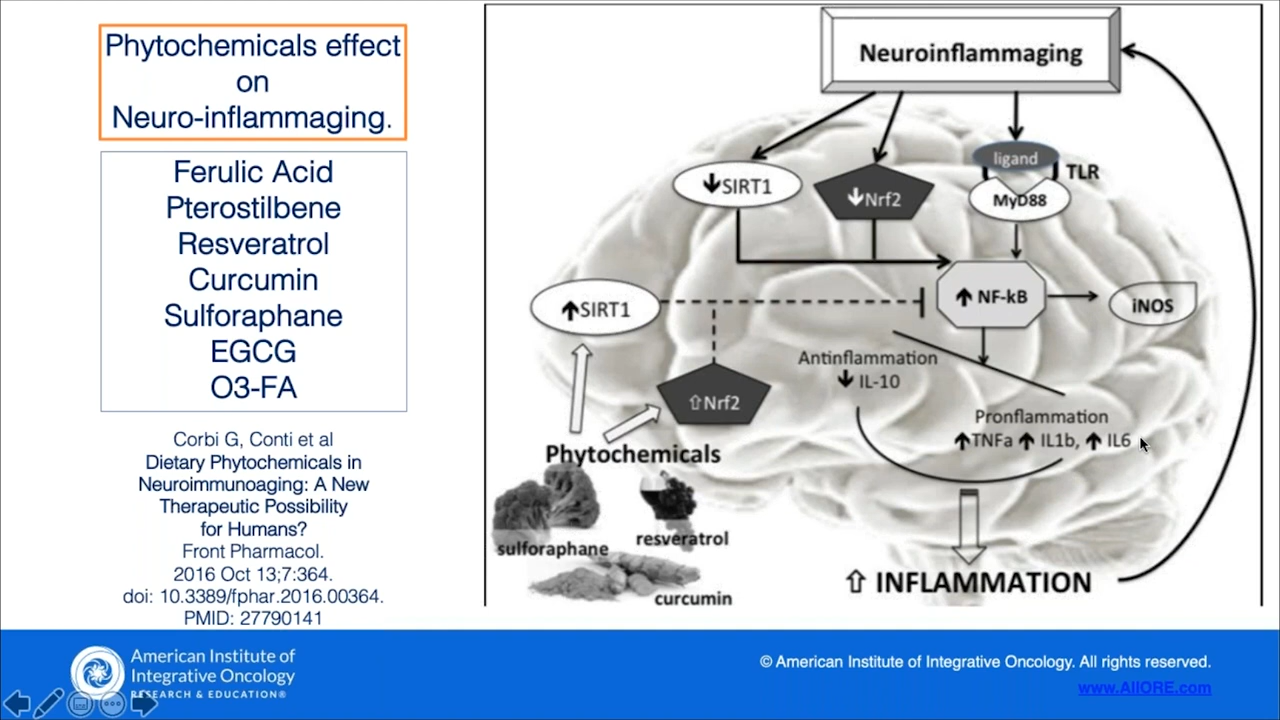 Phytochemicals effect
on
Neuro-inflammaging.
Ferulic Acid
Pterostilbene
Resveratrol
Curcumin
Sulforaphane
EGCG
O3-FA
Corbi G, Conti et al
Dietary Phytochemicals in
Neuroimmunoaging: A New
Therapeutic Possibility
for Humans?
Front Pharmacol.
2016 Oct 13;7:364.
doi: 10.3389/fphar.2016.00364.
PMID: 27790141
Neuroinflammaging
ligand
TLR
↓SIRT1
↓Nrf2
MyD88
↑SIRT1
↑ NF-kB
iNOS
Antinflammation
↓ IL-10
⇧Nrf2
Pronflammation
↑TNFa ↑ IL1b, ↑ IL6
Phytochemicals
sulforaphane
resveratrol
curcumin
⇧ INFLAMMATION
American Institute of
Integrative Oncology
RESEARCH & EDUCATION®
© American Institute of Integrative Oncology. All rights reserved.
www.AIIORE.com